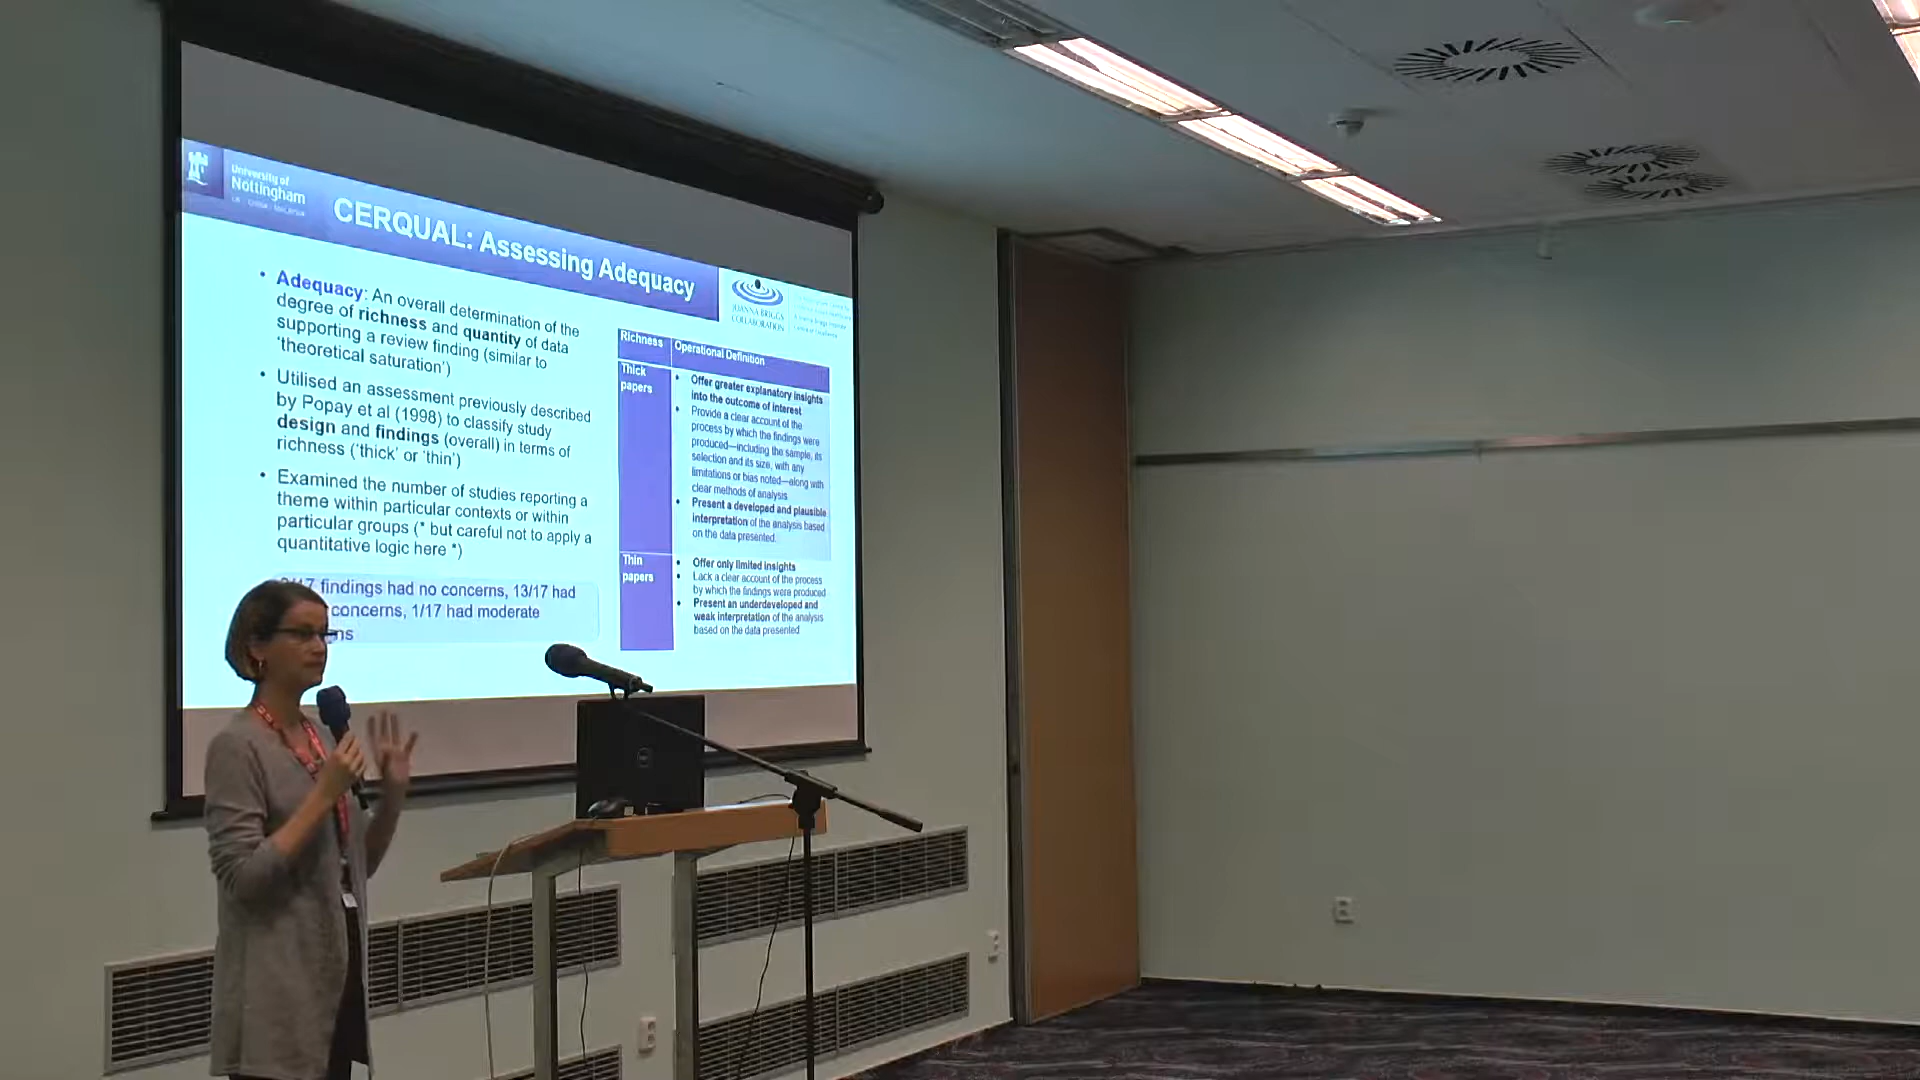 University of
Nottingham
CERQUAL: Assessing Adequacy
JOANNA BRIGGS
COLLABORATION
• Adequacy: An overall determination of the
degree of richness and quantity of data
supporting a review finding (similar to
'theoretical saturation')
• Utilised an assessment previously described
by Popay et al (1998) to classify study
design and findings (overall) in terms of
richness ('thick' or 'thin')
• Examined the number of studies reporting a
theme within particular contexts or within
particular groups (* but careful not to apply a
quantitative logic here *)
findings had no concerns, 13/17 had
concerns, 1/17 had moderate
Richness
Operational Definition
Thick
papers
• Offer greater explanatory insights
into the outcome of interest
• Provide a clear account of the
process by which the findings were
produced—including the sample, its
selection and its size, with any
limitations or bias noted—along with
clear methods of analysis
• Present a developed and plausible
interpretation of the analysis based
on the data presented.
Thin
papers
• Offer only limited insights
• Lack a clear account of the process
by which the findings were produced
• Present an underdeveloped and
weak interpretation of the analysis
based on the data presented